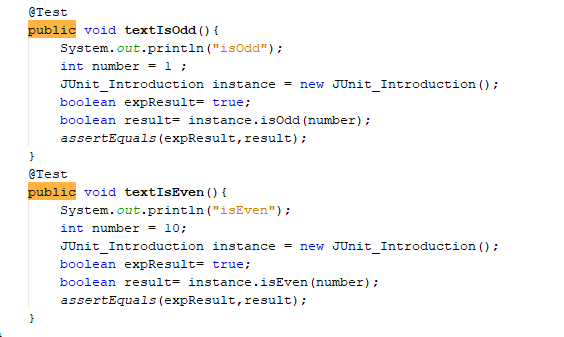 @Test
public void textIsOdd(){
System.out.println("isOdd");
int number = 1 ;
JUnit_Introduction instance = new JUnit_Introduction();
boolean expResult= true;
boolean result= instance.isOdd(number);
assertEquals(expResult,result);
}
@Test
public void textIsEven(){
System.out.println("isEven");
int number = 10;
JUnit_Introduction instance = new JUnit_Introduction();
boolean expResult= true;
boolean result= instance.isEven(number);
assertEquals(expResult,result);
}